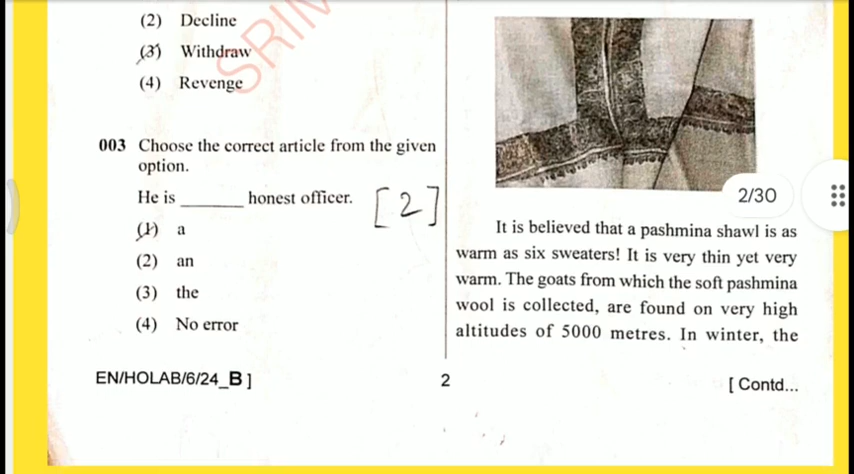 (2) Decline
(3) Withdraw
(4) Revenge
SRIM
003 Choose the correct article from the given
option.
He is ______ honest officer. [2]
(1) a
(2) an
(3) the
(4) No error
EN/HOLAB/6/24_B ]
2/30
It is believed that a pashmina shawl is as
warm as six sweaters! It is very thin yet very
warm. The goats from which the soft pashmina
wool is collected, are found on very high
altitudes of 5000 metres. In winter, the
2
[ Contd...